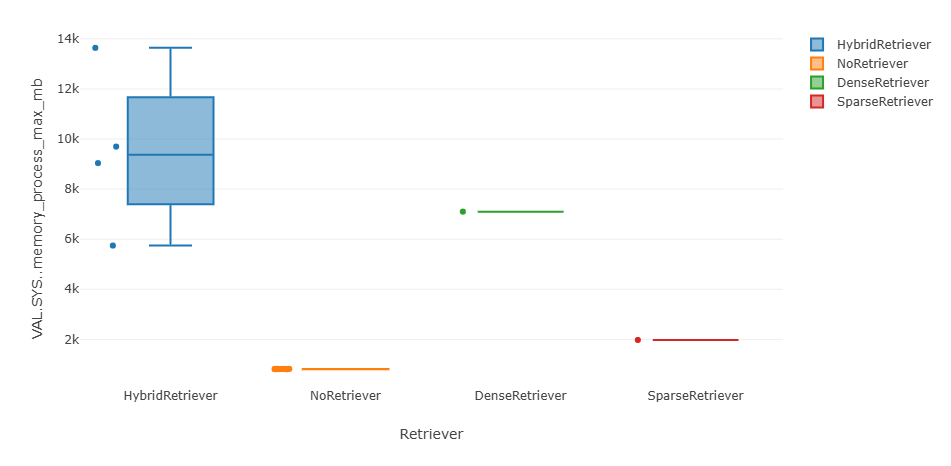 14k
12k
10k
8k
6k
4k
2k
VAL.SYS..memory_process_max_mb
HybridRetriever
NoRetriever
DenseRetriever
SparseRetriever
Retriever
HybridRetriever
NoRetriever
DenseRetriever
SparseRetriever